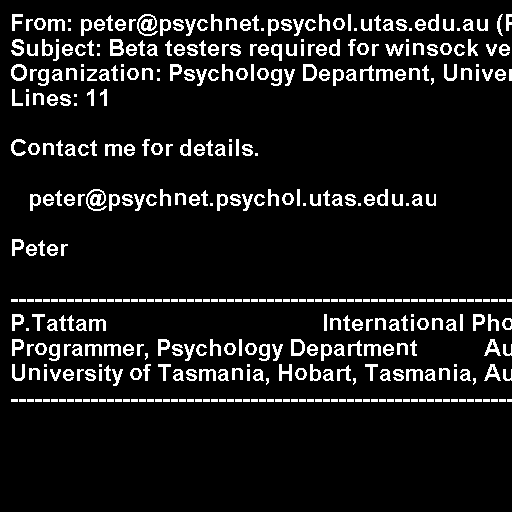 From: peter@psychnet.psychol.utas.edu.au (
Subject: Beta testers required for winsock ve
Organization: Psychology Department, Univer
Lines: 11
Contact me for details.
peter@psychnet.psychol.utas.edu.au
Peter
--------------------------------------------------------------------
P.Tattam International Pho
Programmer, Psychology Department Au
University of Tasmania, Hobart, Tasmania, Au
--------------------------------------------------------------------